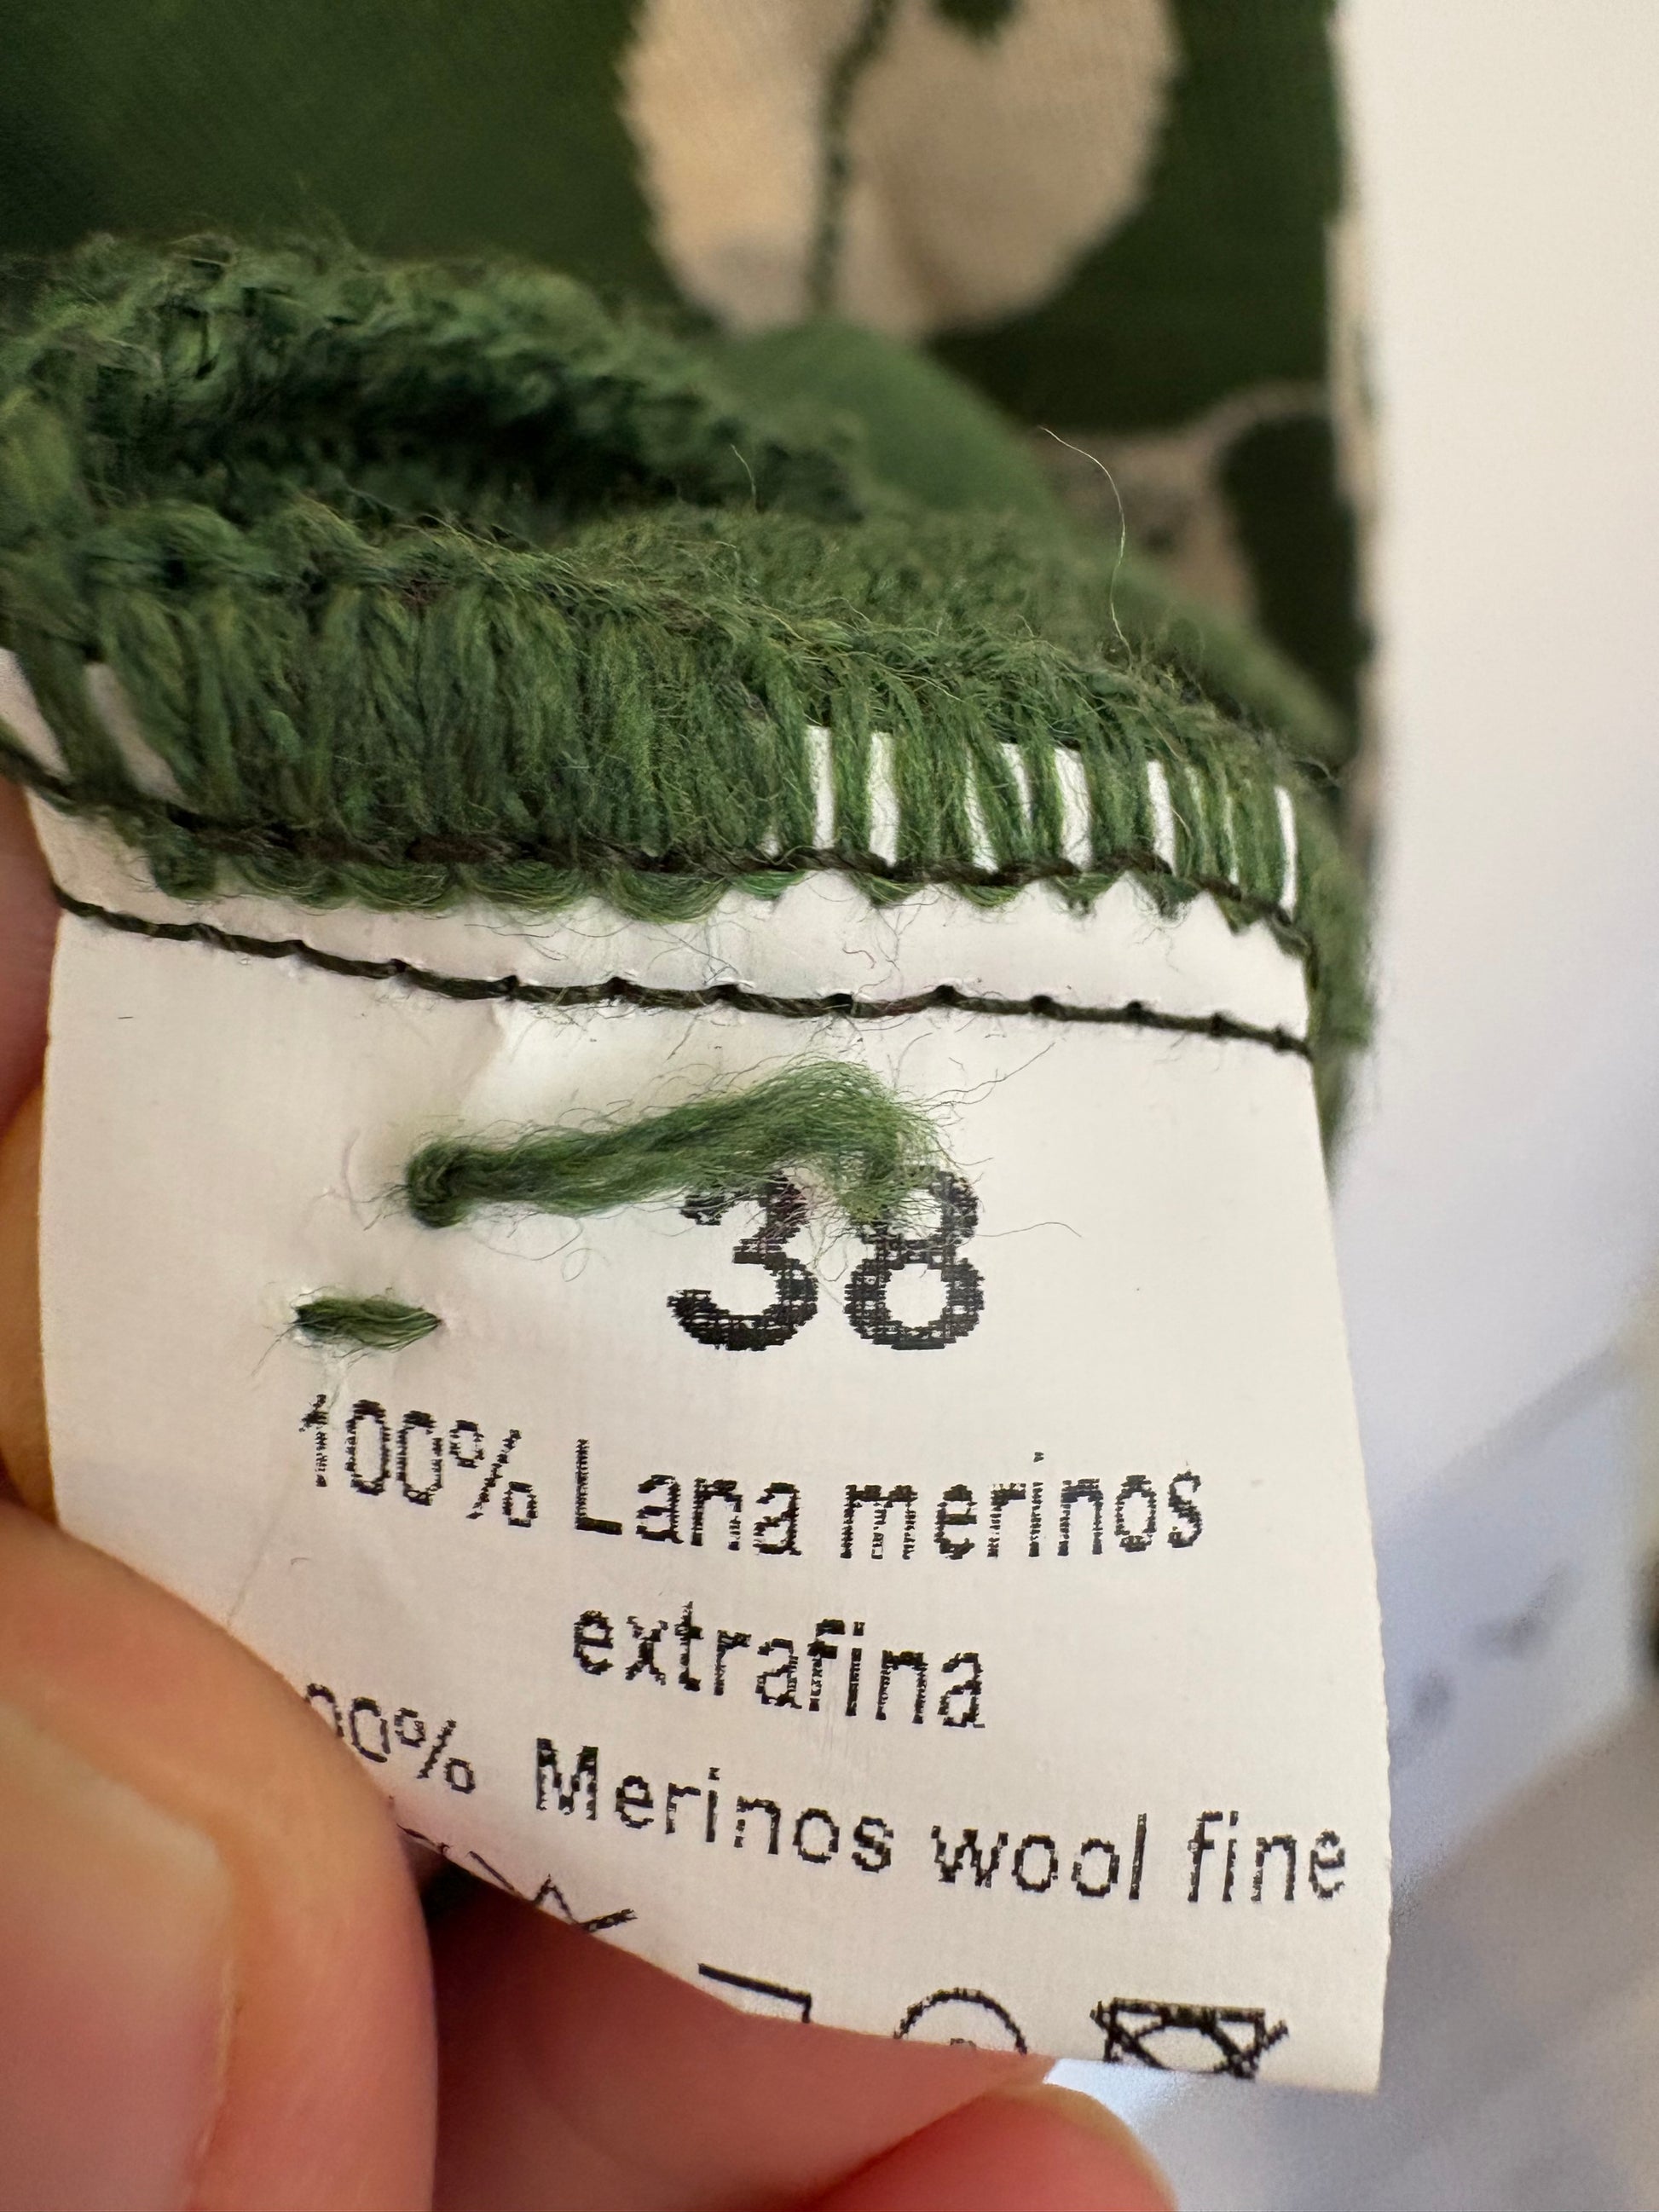 38
100% Lana merinos
extrafina
00% Merinos wool fine